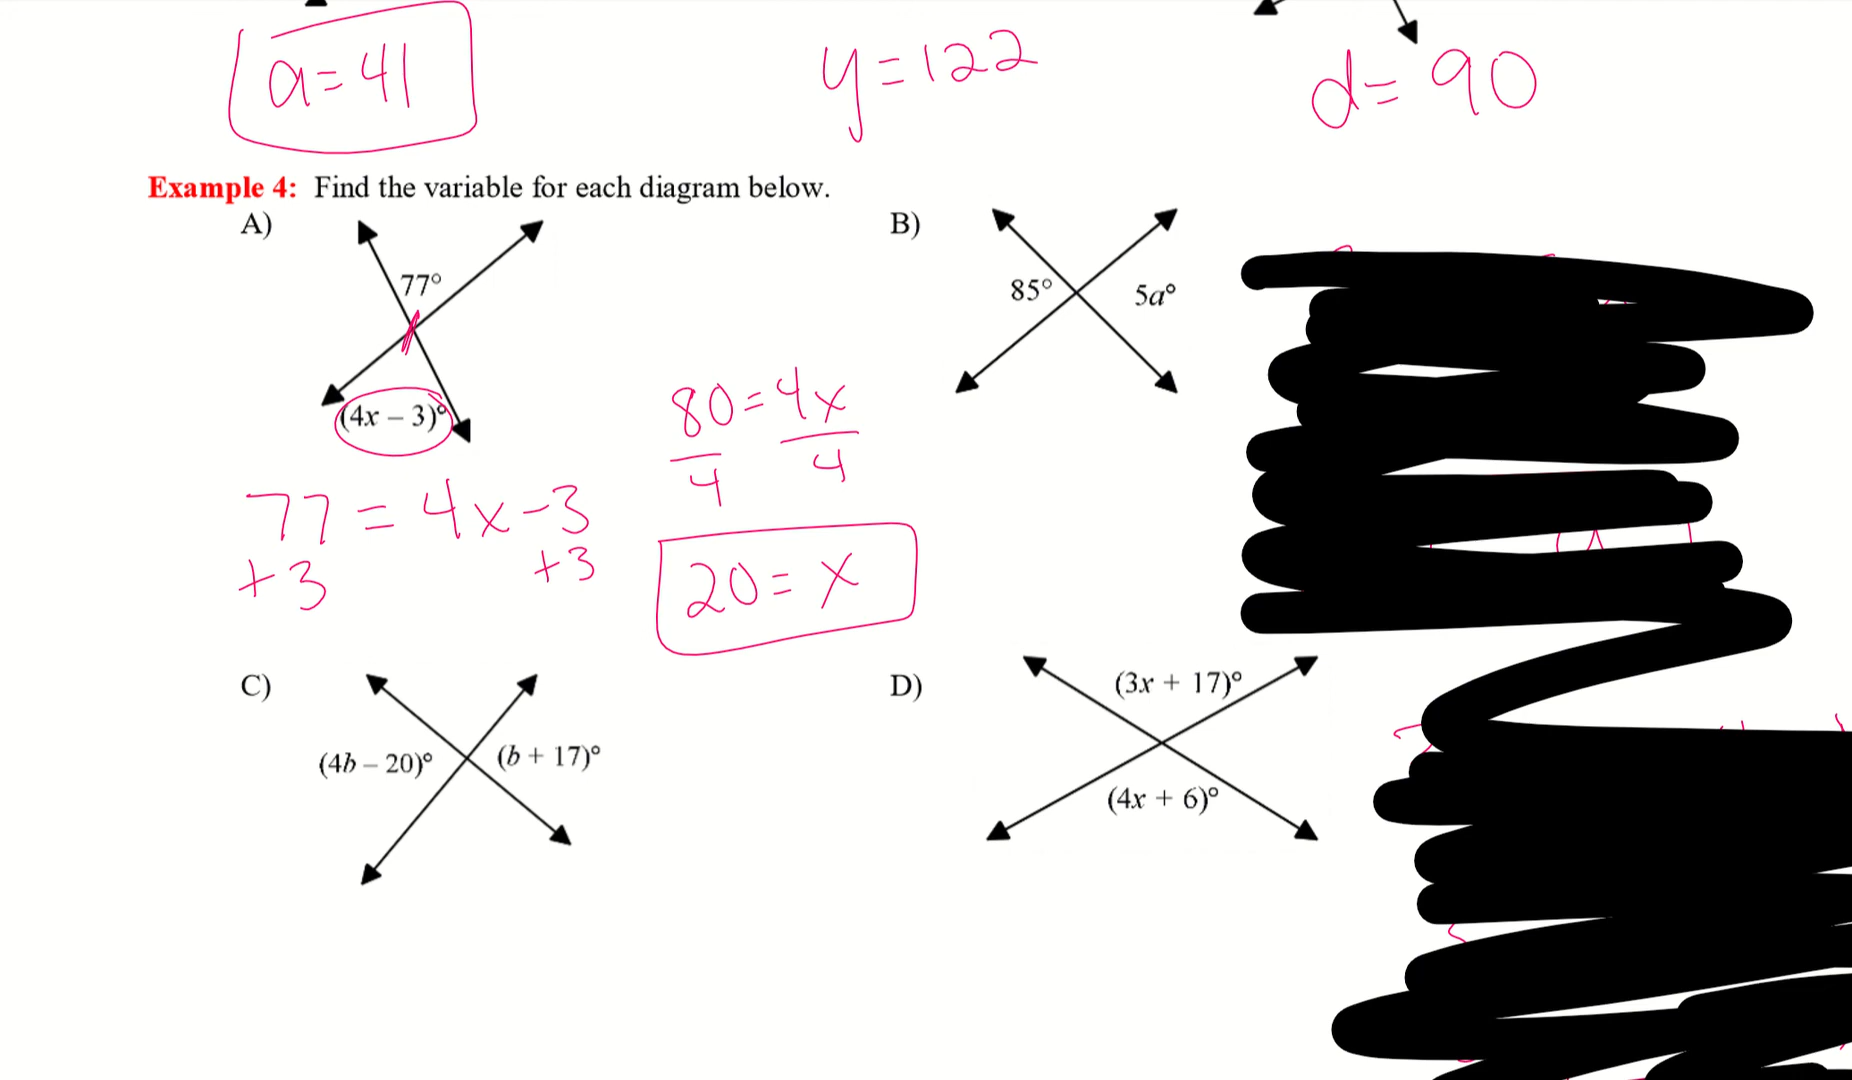 a=41
y=122
d=90
Example 4: Find the variable for each diagram below.
A)
77°
(4x – 3)°
77 = 4x-3
+3 +3
80=4x
4 4
20=x
B)
85°
5a°
C)
(4b – 20)°
(b + 17)°
D)
(3x + 17)°
(4x + 6)°